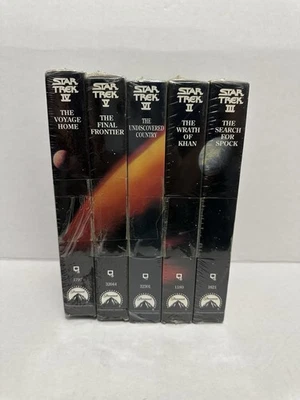 STAR
TREK
IV
THE
VOYAGE
HOME
STAR
TREK
V
THE
FINAL
FRONTIER
STAR
TREK
VI
THE
UNDISCOVERED
COUNTRY
STAR
TREK
II
THE
WRATH
OF
KHAN
STAR
TREK
III
THE
SEARCH
FOR
SPOCK